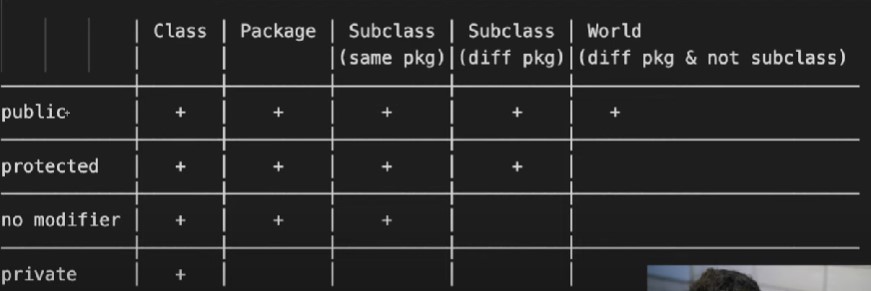 | Class | Package | Subclass | Subclass | World
|(same pkg)|(diff pkg)|(diff pkg & not subclass)
public | + | + | + | + | +
protected | + | + | + | + |
no modifier | + | + | + | |
private | + | | | |